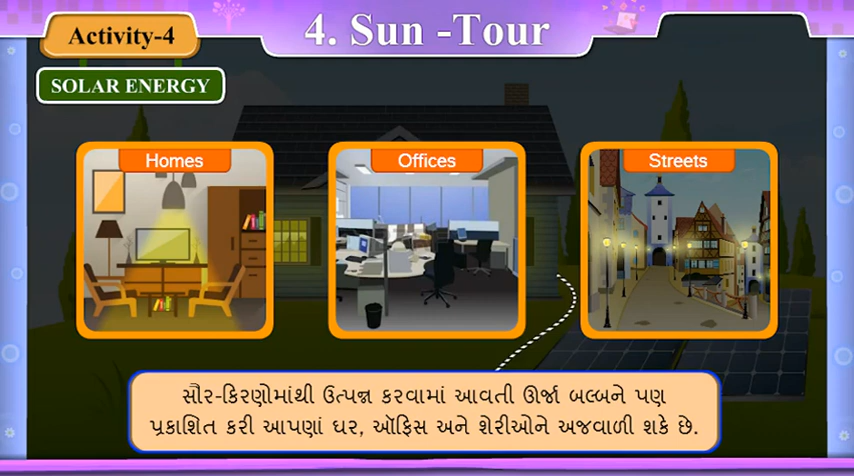 Activity-4
4. Sun -Tour
SOLAR ENERGY
Homes
Offices
Streets
સૌર-કિરણોમાંથી ઉત્પન્ન કરવામાં આવતી ઊર્જા બલ્બને પણ
પ્રકાશિત કરી આપણાં ઘર, ઑફિસ અને શેરીઓને અજવાળી શકે છે.